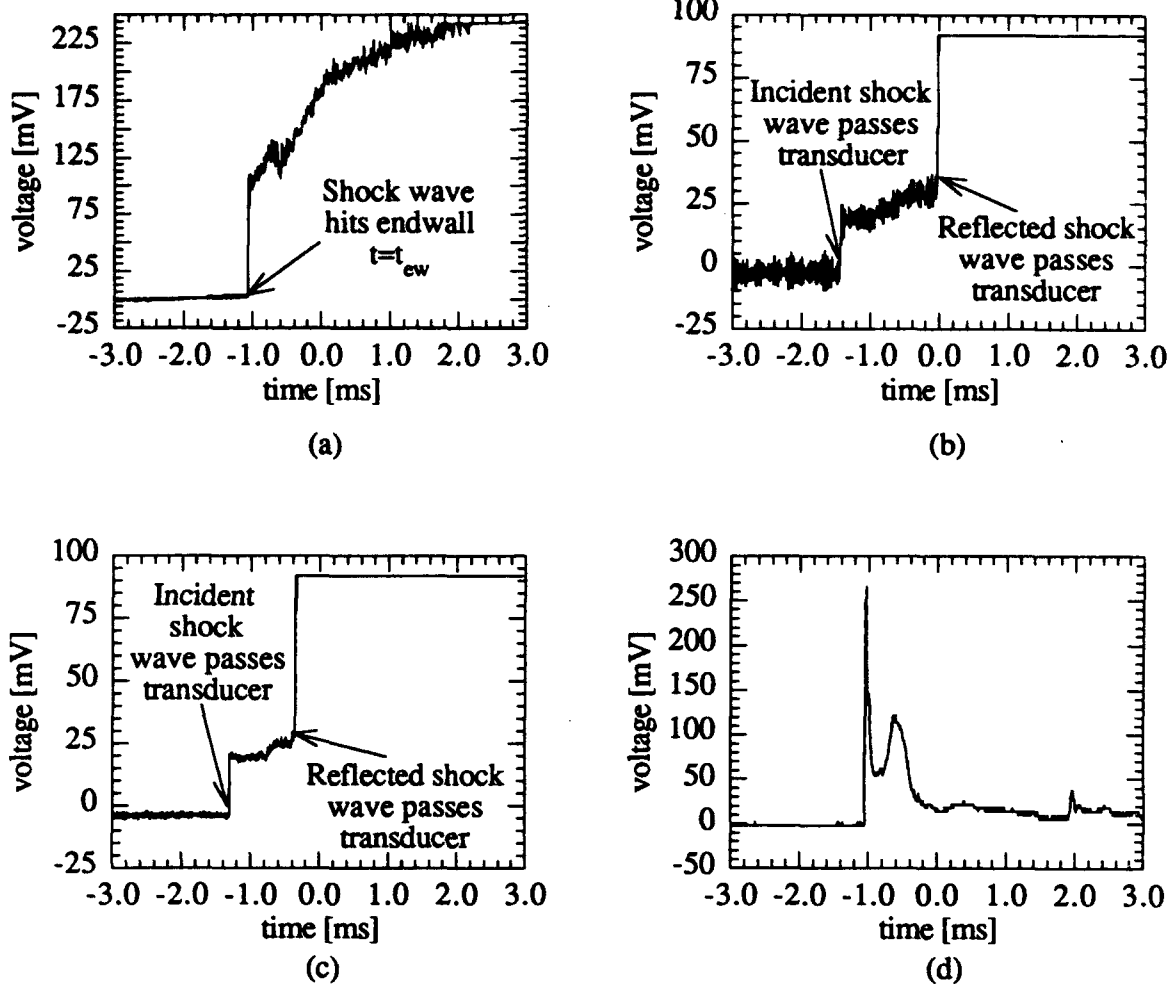 225
175
125
75
25
-25
voltage [mV]
Shock wave
hits endwall
t=t_ew
-3.0 -2.0 -1.0 0.0 1.0 2.0 3.0
time [ms]
(a)
100
75
50
25
0
-25
voltage [mV]
Incident shock
wave passes
transducer
Reflected shock
wave passes
transducer
-3.0 -2.0 -1.0 0.0 1.0 2.0 3.0
time [ms]
(b)
100
75
50
25
0
-25
voltage [mV]
Incident
shock
wave passes
transducer
Reflected shock
wave passes
transducer
-3.0 -2.0 -1.0 0.0 1.0 2.0 3.0
time [ms]
(c)
300
250
200
150
100
50
0
-50
voltage [mV]
-3.0 -2.0 -1.0 0.0 1.0 2.0 3.0
time [ms]
(d)